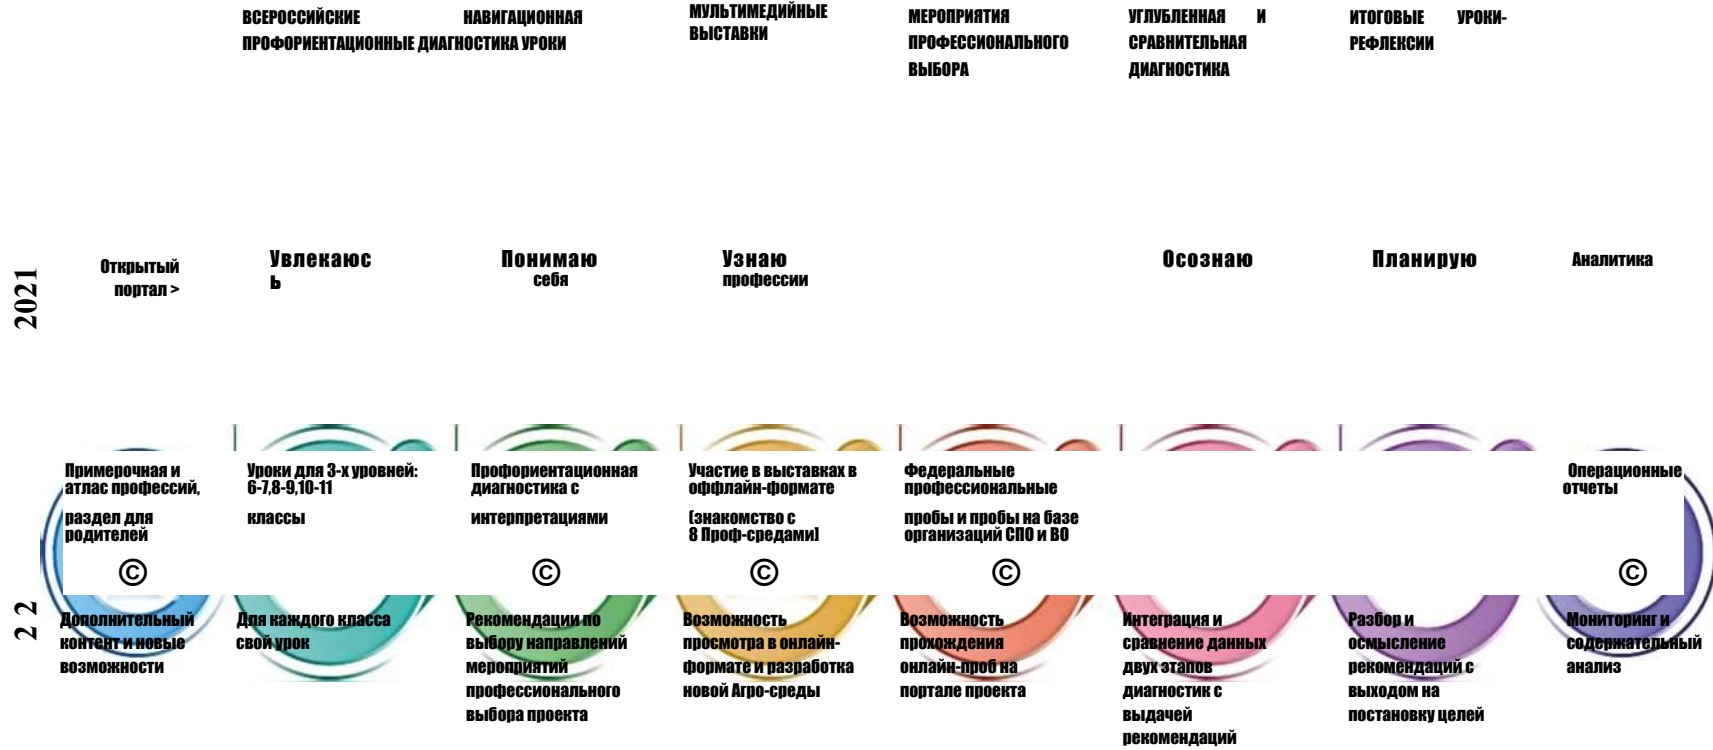 ВСЕРОССИЙСКИЕ НАВИГАЦИОННАЯ
ПРОФОРИЕНТАЦИОННЫЕ ДИАГНОСТИКА УРОКИ
МУЛЬТИМЕДИЙНЫЕ
ВЫСТАВКИ
МЕРОПРИЯТИЯ
ПРОФЕССИОНАЛЬНОГО
ВЫБОРА
УГЛУБЛЕННАЯ И
СРАВНИТЕЛЬНАЯ
ДИАГНОСТИКА
ИТОГОВЫЕ УРОКИ-
РЕФЛЕКСИИ
2021
Открытый
портал >
Увлекаюс
ь
Понимаю
себя
Узнаю
профессии
Осознаю
Планирую
Аналитика
Примерочная и
атлас профессий,
раздел для
родителей
©
Уроки для 3-х уровней:
6-7,8-9,10-11
классы
Профориентационная
диагностика с
интерпретациями
©
Участие в выставках в
оффлайн-формате
(знакомство с
8 Проф-средами]
©
Федеральные
профессиональные
пробы и пробы на базе
организаций СПО и ВО
©
Операционные
отчеты
©
2 2
Дополнительный
контент и новые
возможности
Для каждого класса
свой урок
Рекомендации по
выбору направлений
мероприятий
профессионального
выбора проекта
Возможность
просмотра в онлайн-
формате и разработка
новой Агро-среды
Возможность
прохождения
онлайн-проб на
портале проекта
Интеграция и
сравнение данных
двух этапов
диагностик с
выдачей
рекомендаций
Разбор и
осмысление
рекомендаций с
выходом на
постановку целей
Мониторинг и
содержательный
анализ